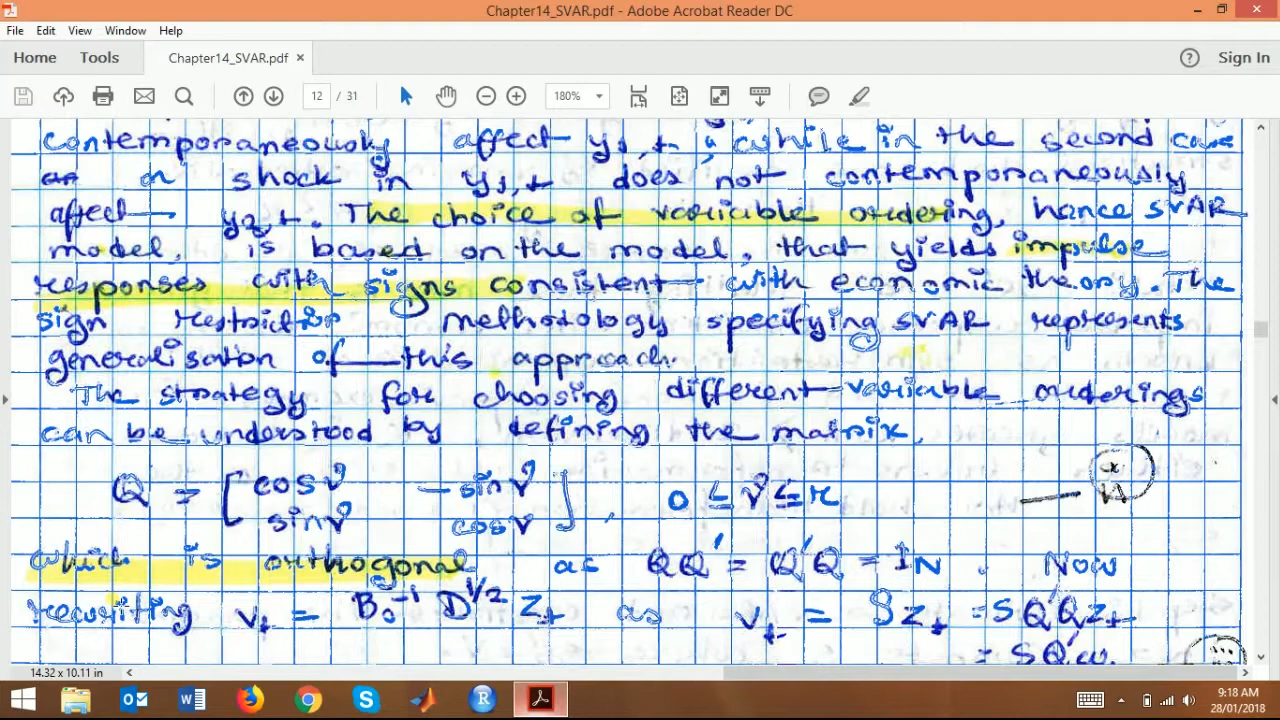 Chapter14_SVAR.pdf - Adobe Acrobat Reader DC
File Edit View Window Help
Home Tools Chapter14_SVAR.pdf × Sign In
12 / 31 180%
contemporaneously affect y1,t, while in the second case
a shock in y1,t does not contemporaneously
affect y2,t. The choice of variable ordering, hance SVAR
model, is based on the model, that yields impulse
responses with signs consistent with economic theory. The
sign restriction methodology specifying SVAR represents
generalisation of this approach.
The strategy for choosing different variable orderings
can be understood by defining the matrix,
Q = [ cos ϑ - sin ϑ
sin ϑ cos ϑ ], 0 ≤ ϑ ≤ π
which is orthogonal as QQ' = Q'Q = IN. Now
rewriting vt = B0^-1 D^1/2 Zt as vt = S Zt = SQ'QZt
= SQ'w
14.32 x 10.11 in
9:18 AM
28/01/2018